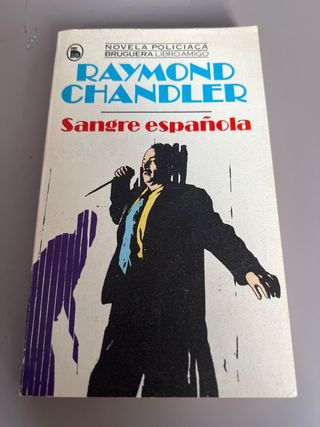 NOVELA POLICIACA
BRUGUERA LIBRO AMIGO
RAYMOND
CHANDLER
Sangre española